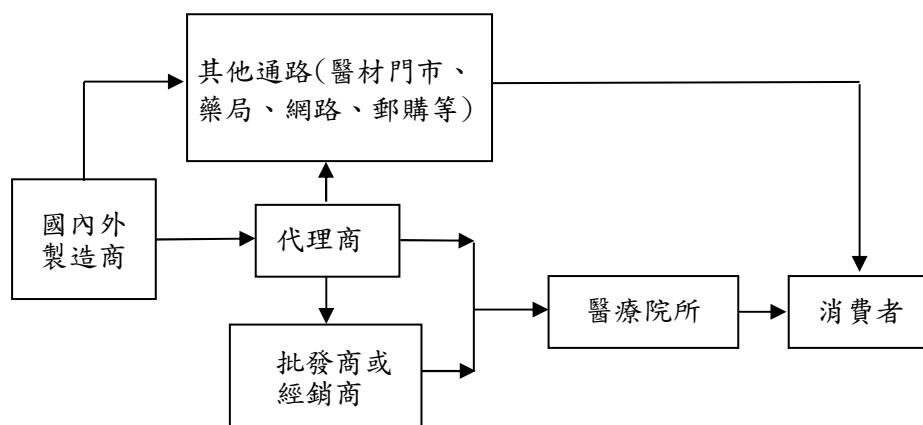 其他通路(醫材門市、
藥局、網路、郵購等)
國內外
製造商
代理商
批發商或
經銷商
醫療院所
消費者